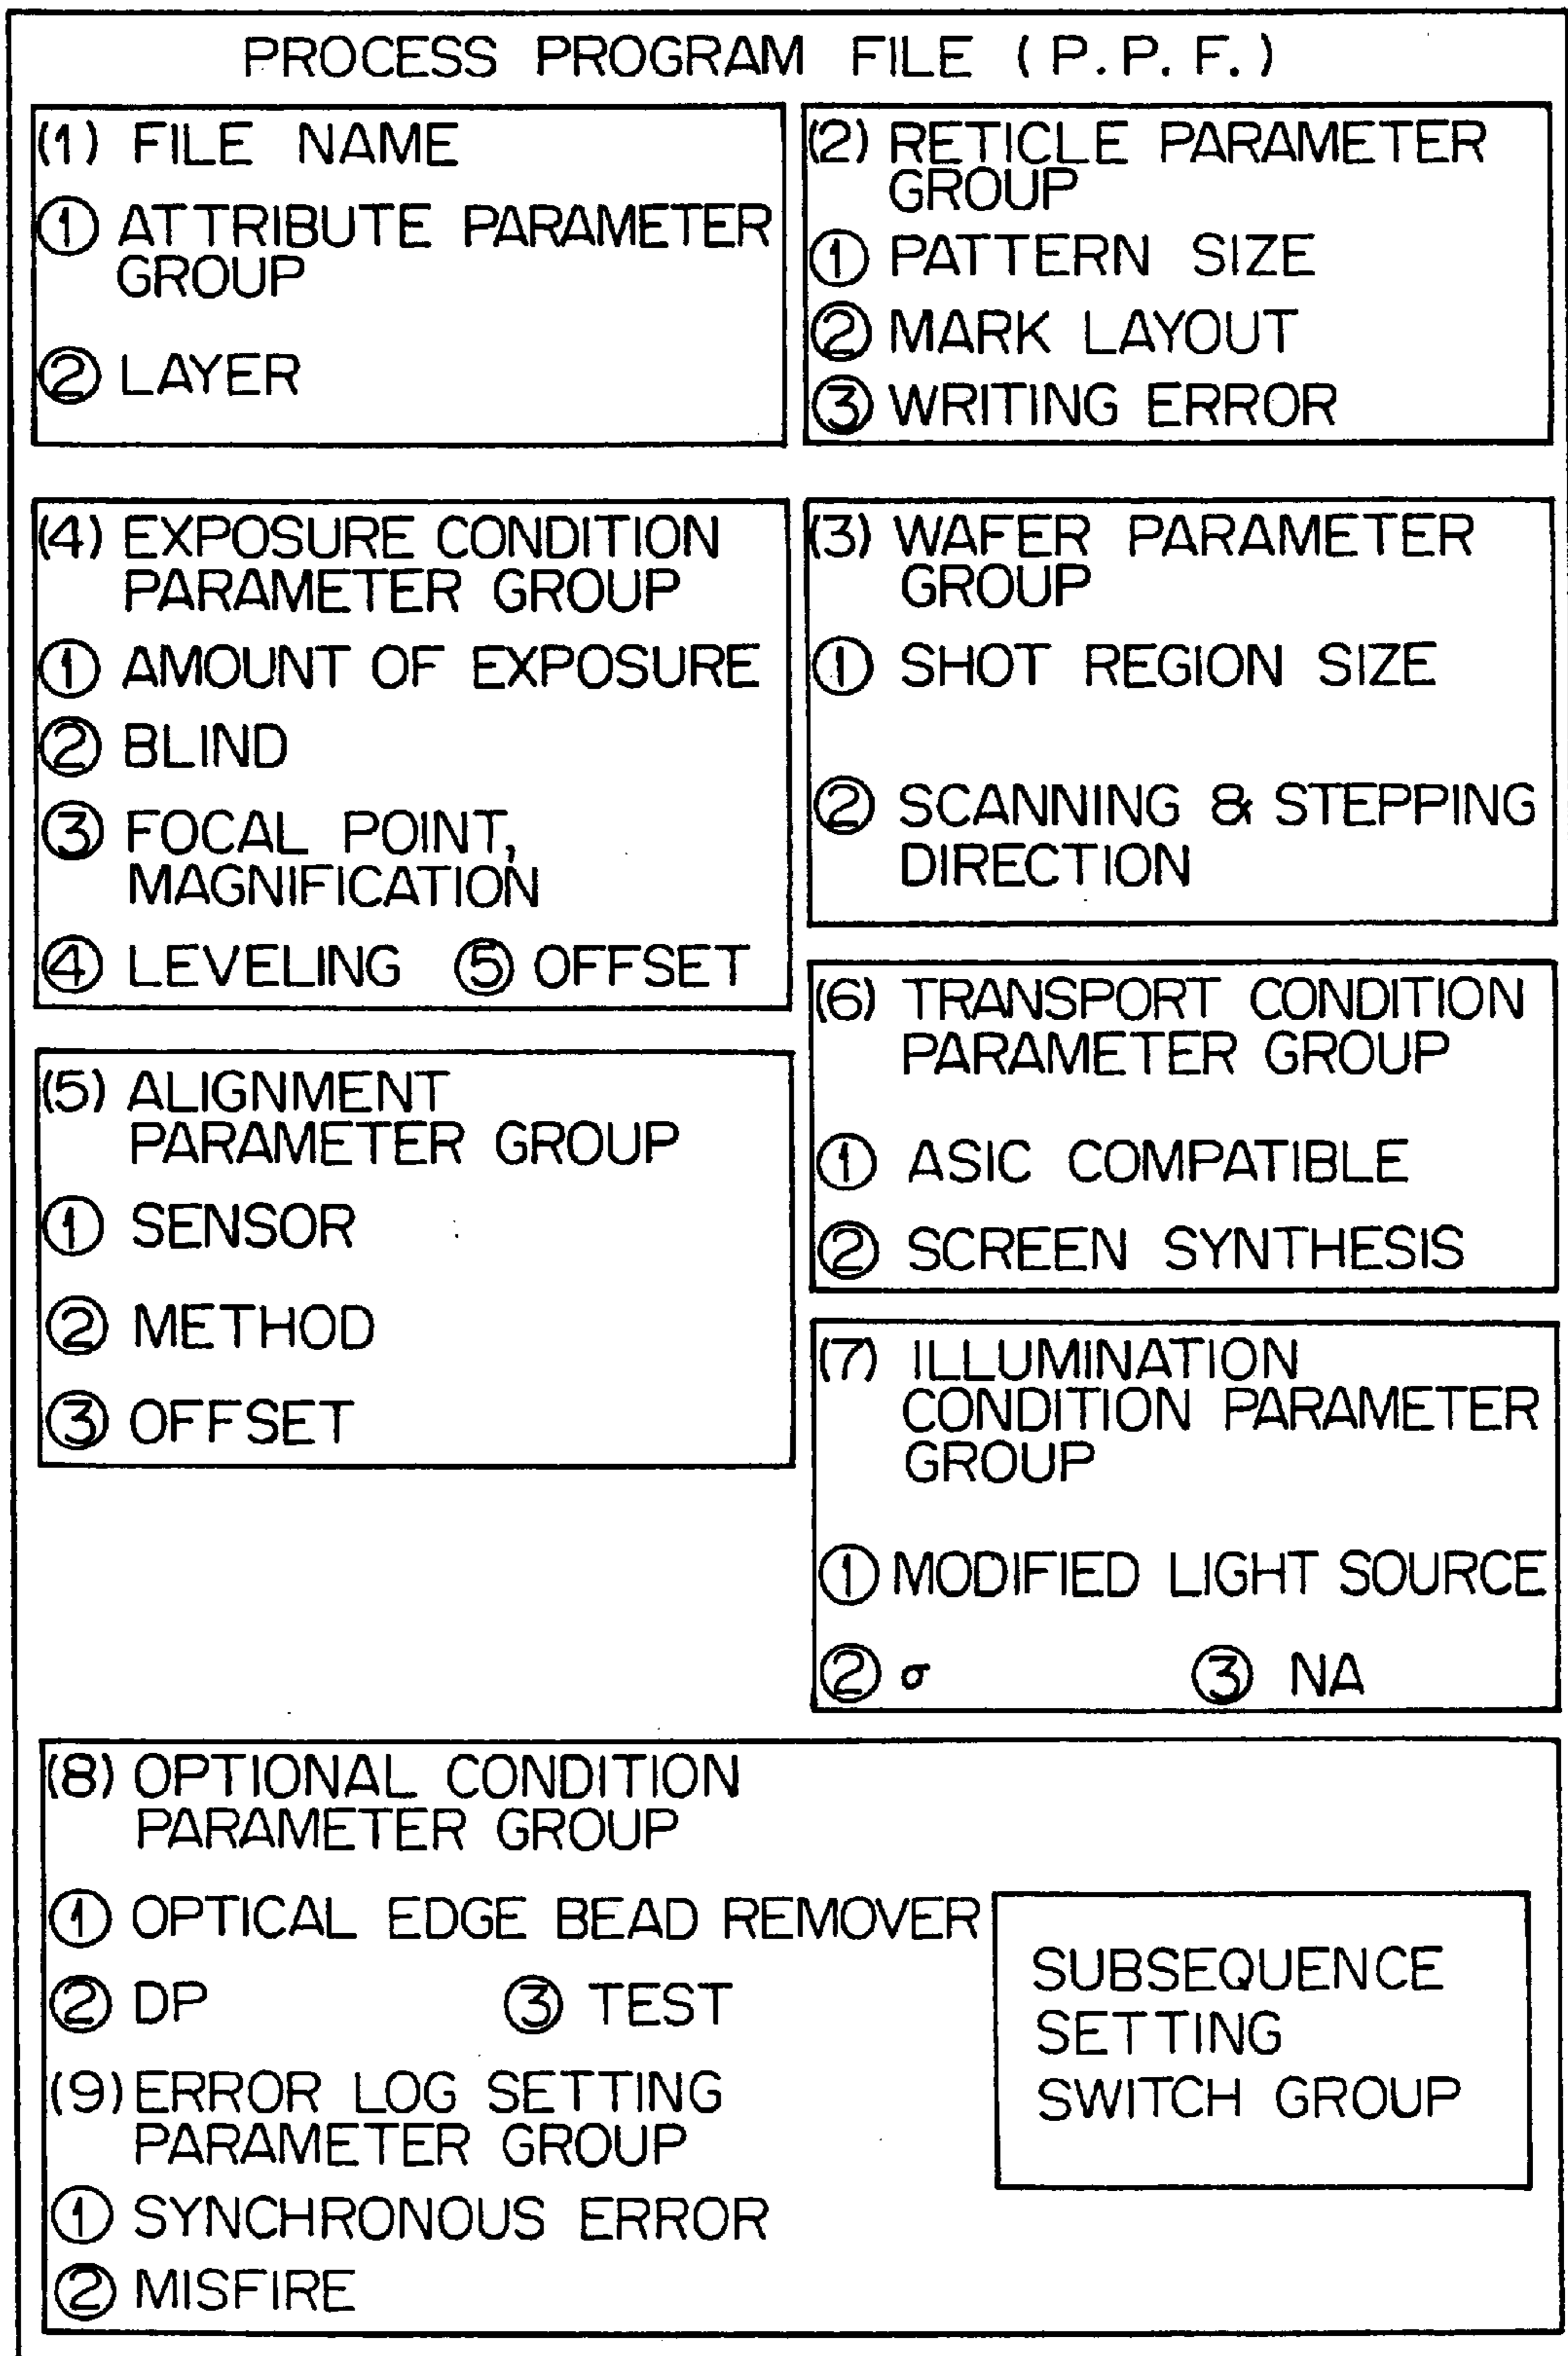 PROCESS PROGRAM FILE (P.P.F.)
(1) FILE NAME
① ATTRIBUTE PARAMETER
GROUP
② LAYER
(2) RETICLE PARAMETER
GROUP
① PATTERN SIZE
② MARK LAYOUT
③ WRITING ERROR
(4) EXPOSURE CONDITION
PARAMETER GROUP
① AMOUNT OF EXPOSURE
② BLIND
③ FOCAL POINT,
MAGNIFICATION
④ LEVELING ⑤ OFFSET
(3) WAFER PARAMETER
GROUP
① SHOT REGION SIZE
② SCANNING & STEPPING
DIRECTION
(5) ALIGNMENT
PARAMETER GROUP
① SENSOR
② METHOD
③ OFFSET
(6) TRANSPORT CONDITION
PARAMETER GROUP
① ASIC COMPATIBLE
② SCREEN SYNTHESIS
(7) ILLUMINATION
CONDITION PARAMETER
GROUP
① MODIFIED LIGHT SOURCE
② σ ③ NA
(8) OPTIONAL CONDITION
PARAMETER GROUP
① OPTICAL EDGE BEAD REMOVER
② DP ③ TEST
(9) ERROR LOG SETTING
PARAMETER GROUP
① SYNCHRONOUS ERROR
② MISFIRE
SUBSEQUENCE
SETTING
SWITCH GROUP